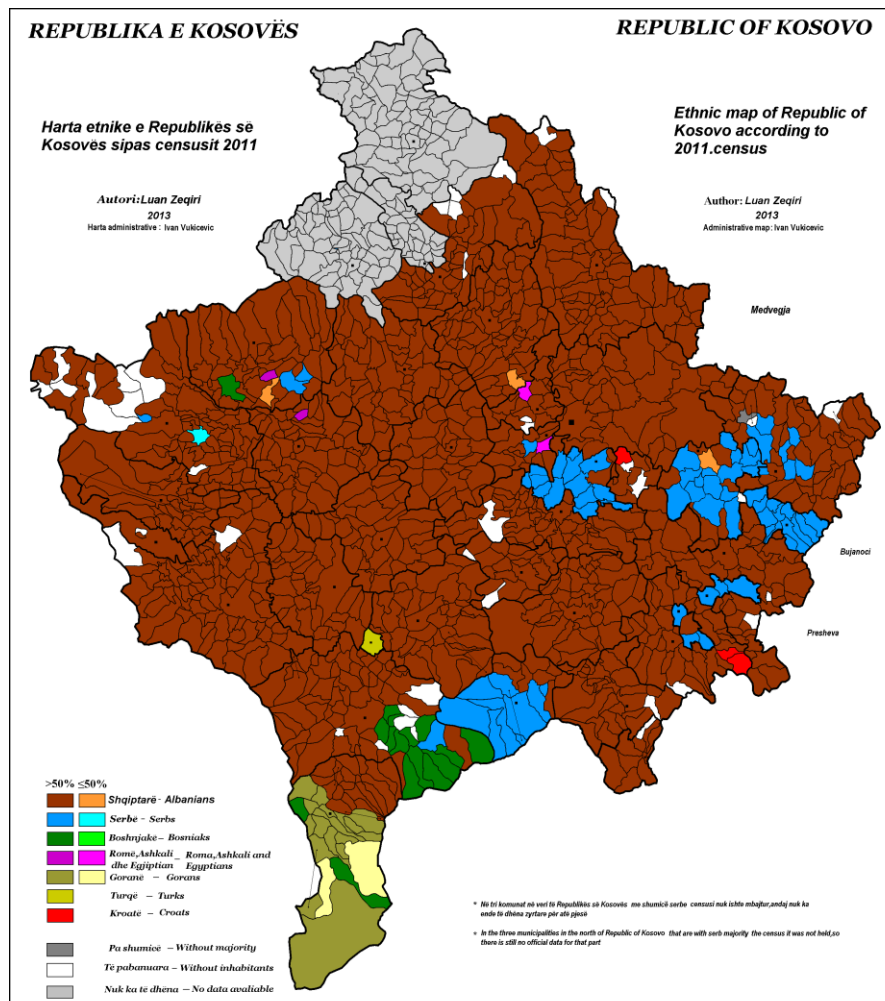 REPUBLIKA E KOSOVËS
REPUBLIC OF KOSOVO
Harta etnike e Republikës së
Kosovës sipas censusit 2011
Ethnic map of Republic of
Kosovo according to
2011.census
Autori:Luan Zeqiri
2013
Harta administrative : Ivan Vukicevic
Author: Luan Zeqiri
2013
Administrative map: Ivan Vukicevic
Medvegja
Bujanoci
Presheva
>50% ≤50%
Shqiptarë - Albanians
Serbë - Serbs
Boshnjakë - Bosniaks
Romë,Ashkali _ Roma,Ashkali and
dhe Egjiptian Egyptians
Goranë - Gorans
Turqë - Turks
Kroatë - Croats
Pa shumicë - Without majority
Të pabanuara - Without inhabitants
Nuk ka të dhëna - No data avaliable
* Në tri komunat në veri të Republikës së Kosovës me shumicë serbe censusi nuk ishte mbajtur,andaj nuk ka
ende të dhëna zyrtare për atë pjesë
* In the three municipalities in the north of Republic of Kosovo that are with serb majority the census it was not held,so
there is still no official data for that part